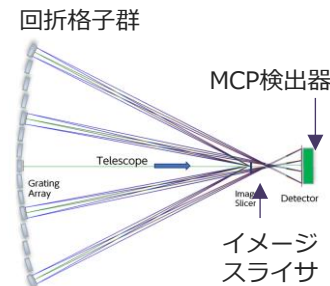 回折格子群
MCP検出器
Telescope
Grating
Array
Image
Slicer
Detector
イメージ
スライサ